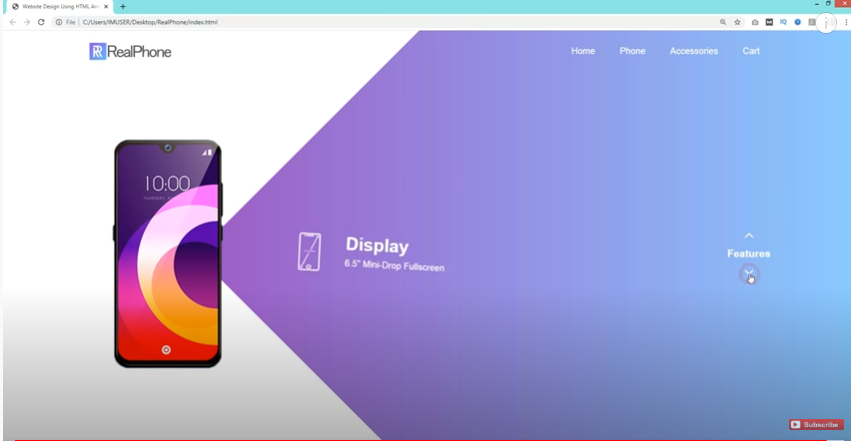 Website Design Using HTML An
File
C:/Users/IMUSER/Desktop/RealPhone/index.html
RealPhone
Home Phone Accessories Cart
10:00
Display
6.5" Mini-Drop Fullscreen
Features
Subscribe